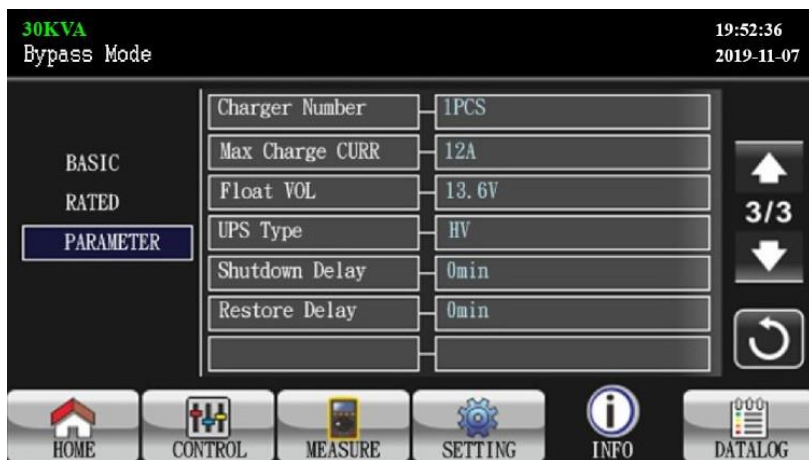 30KVA
Bypass Mode
19:52:36
2019-11-07
BASIC
RATED
PARAMETER
Charger Number 1PCS
Max Charge CURR 12A
Float VOL 13.6V
UPS Type HV
Shutdown Delay 0min
Restore Delay 0min
3/3
HOME CONTROL MEASURE SETTING INFO DATALOG